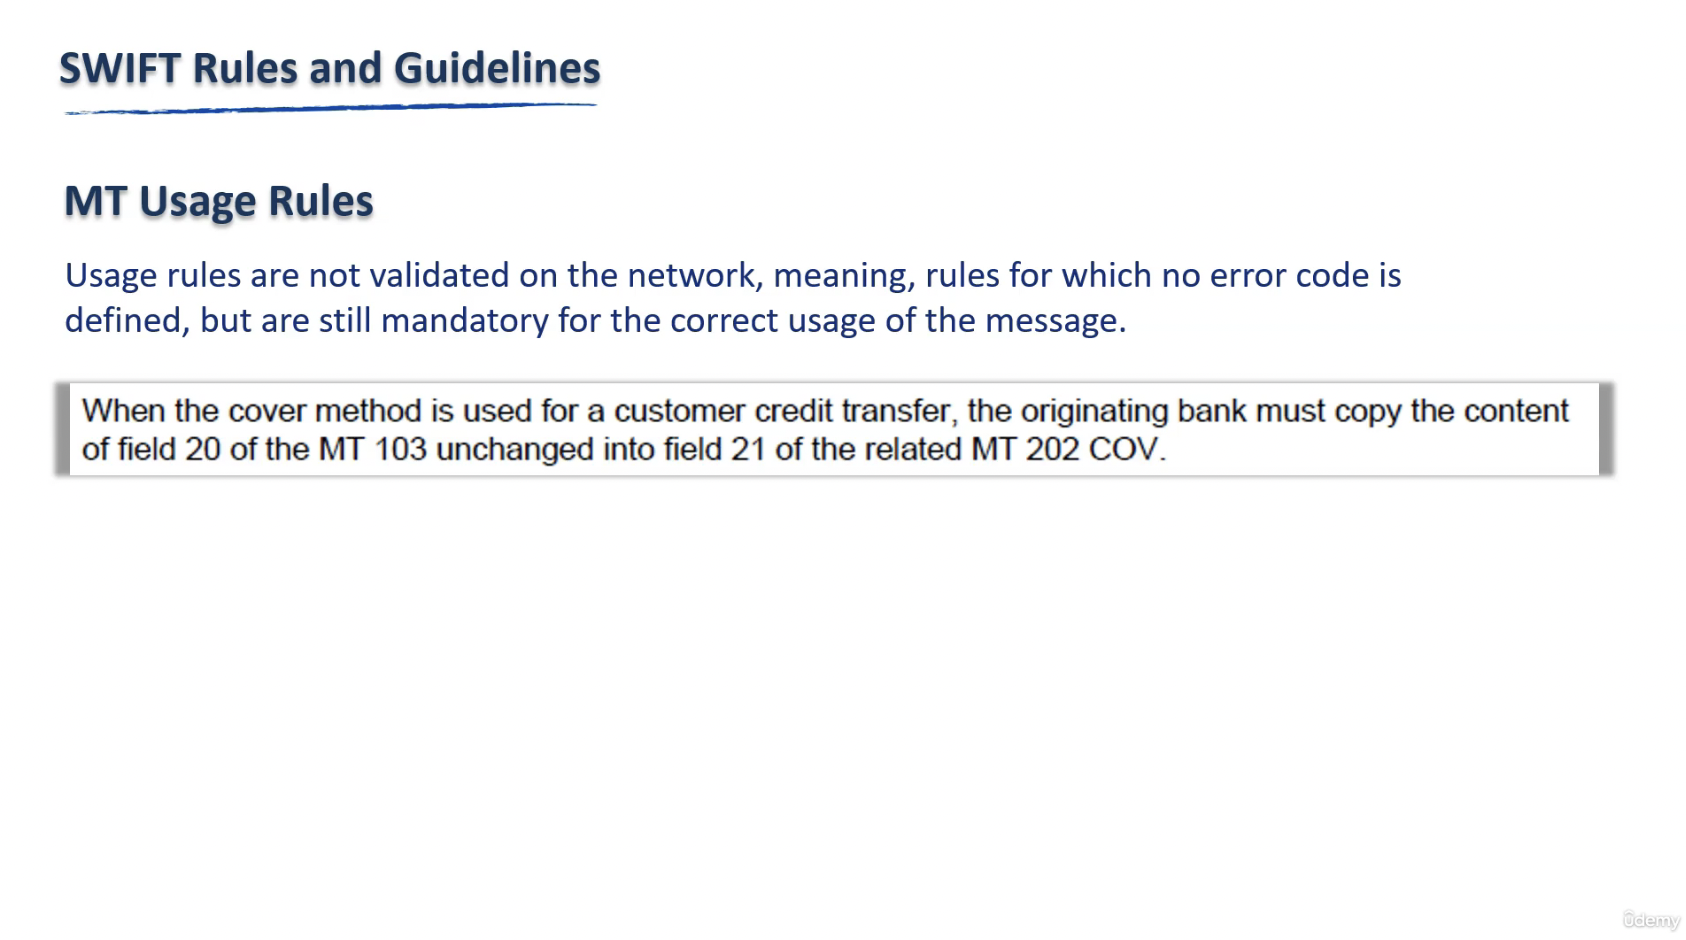 SWIFT Rules and Guidelines
MT Usage Rules
Usage rules are not validated on the network, meaning, rules for which no error code is
defined, but are still mandatory for the correct usage of the message.
When the cover method is used for a customer credit transfer, the originating bank must copy the content
of field 20 of the MT 103 unchanged into field 21 of the related MT 202 COV.
ûdemy